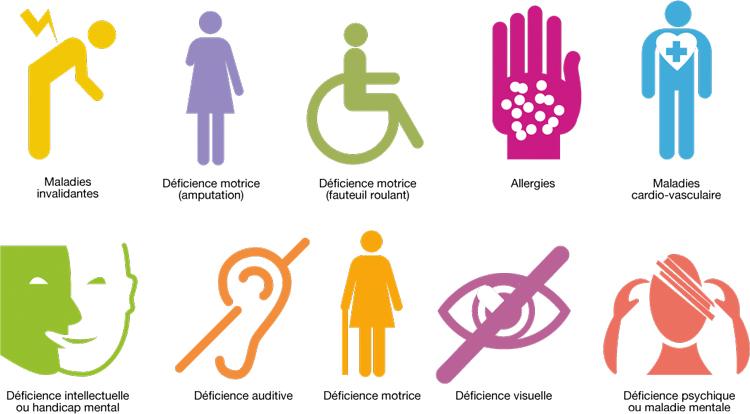 Maladies
invalidantes
Déficience motrice
(amputation)
Déficience motrice
(fauteuil roulant)
Allergies
Maladies
cardio-vasculaire
Déficience intellectuelle
ou handicap mental
Déficience auditive
Déficience motrice
Déficience visuelle
Déficience psychique
ou maladie mentale